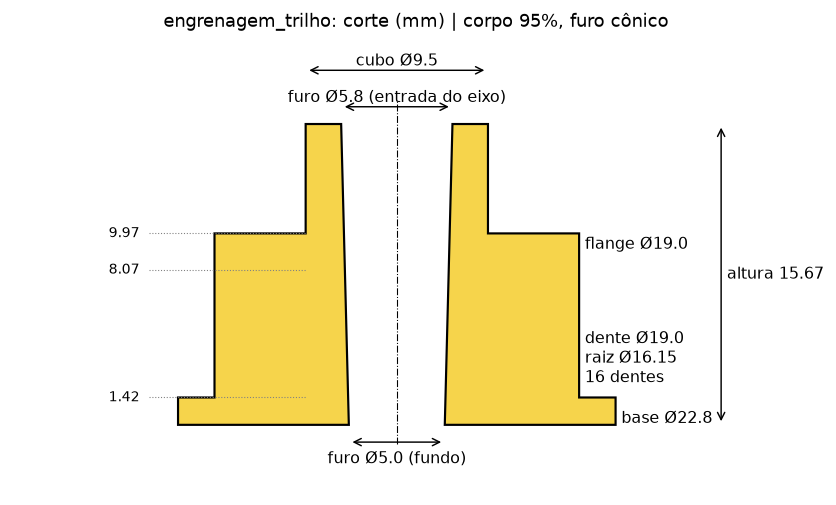 engrenagem_trilho: corte (mm) | corpo 95%, furo cônico
cubo Ø9.5
furo Ø5.8 (entrada do eixo)
9.97
flange Ø19.0
8.07
altura 15.67
dente Ø19.0
raiz Ø16.15
16 dentes
1.42
base Ø22.8
furo Ø5.0 (fundo)